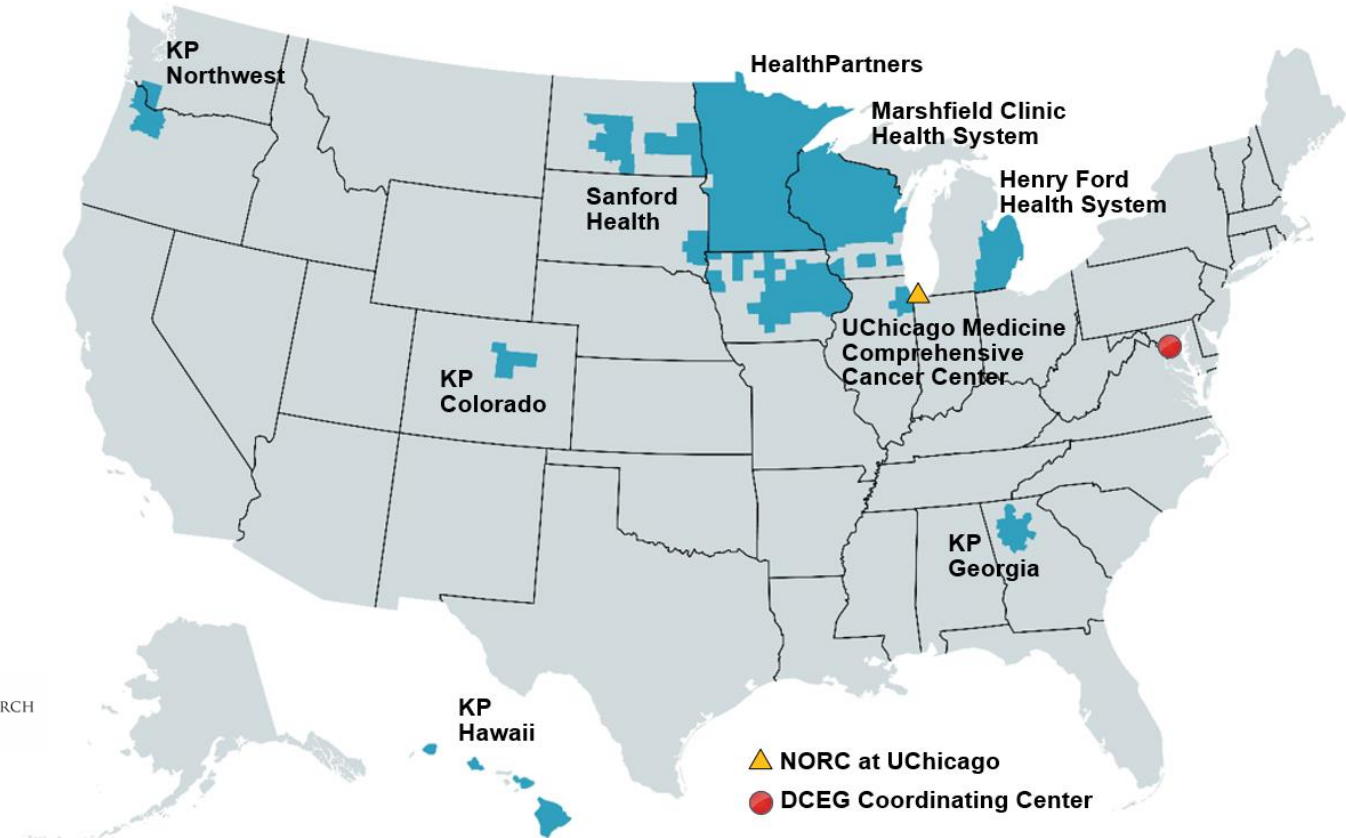 KP
Northwest
HealthPartners
Marshfield Clinic
Health System
Henry Ford
Health System
Sanford
Health
UChicago Medicine
Comprehensive
Cancer Center
KP
Colorado
KP
Georgia
RCH
KP
Hawaii
NORC at UChicago
DCEG Coordinating Center